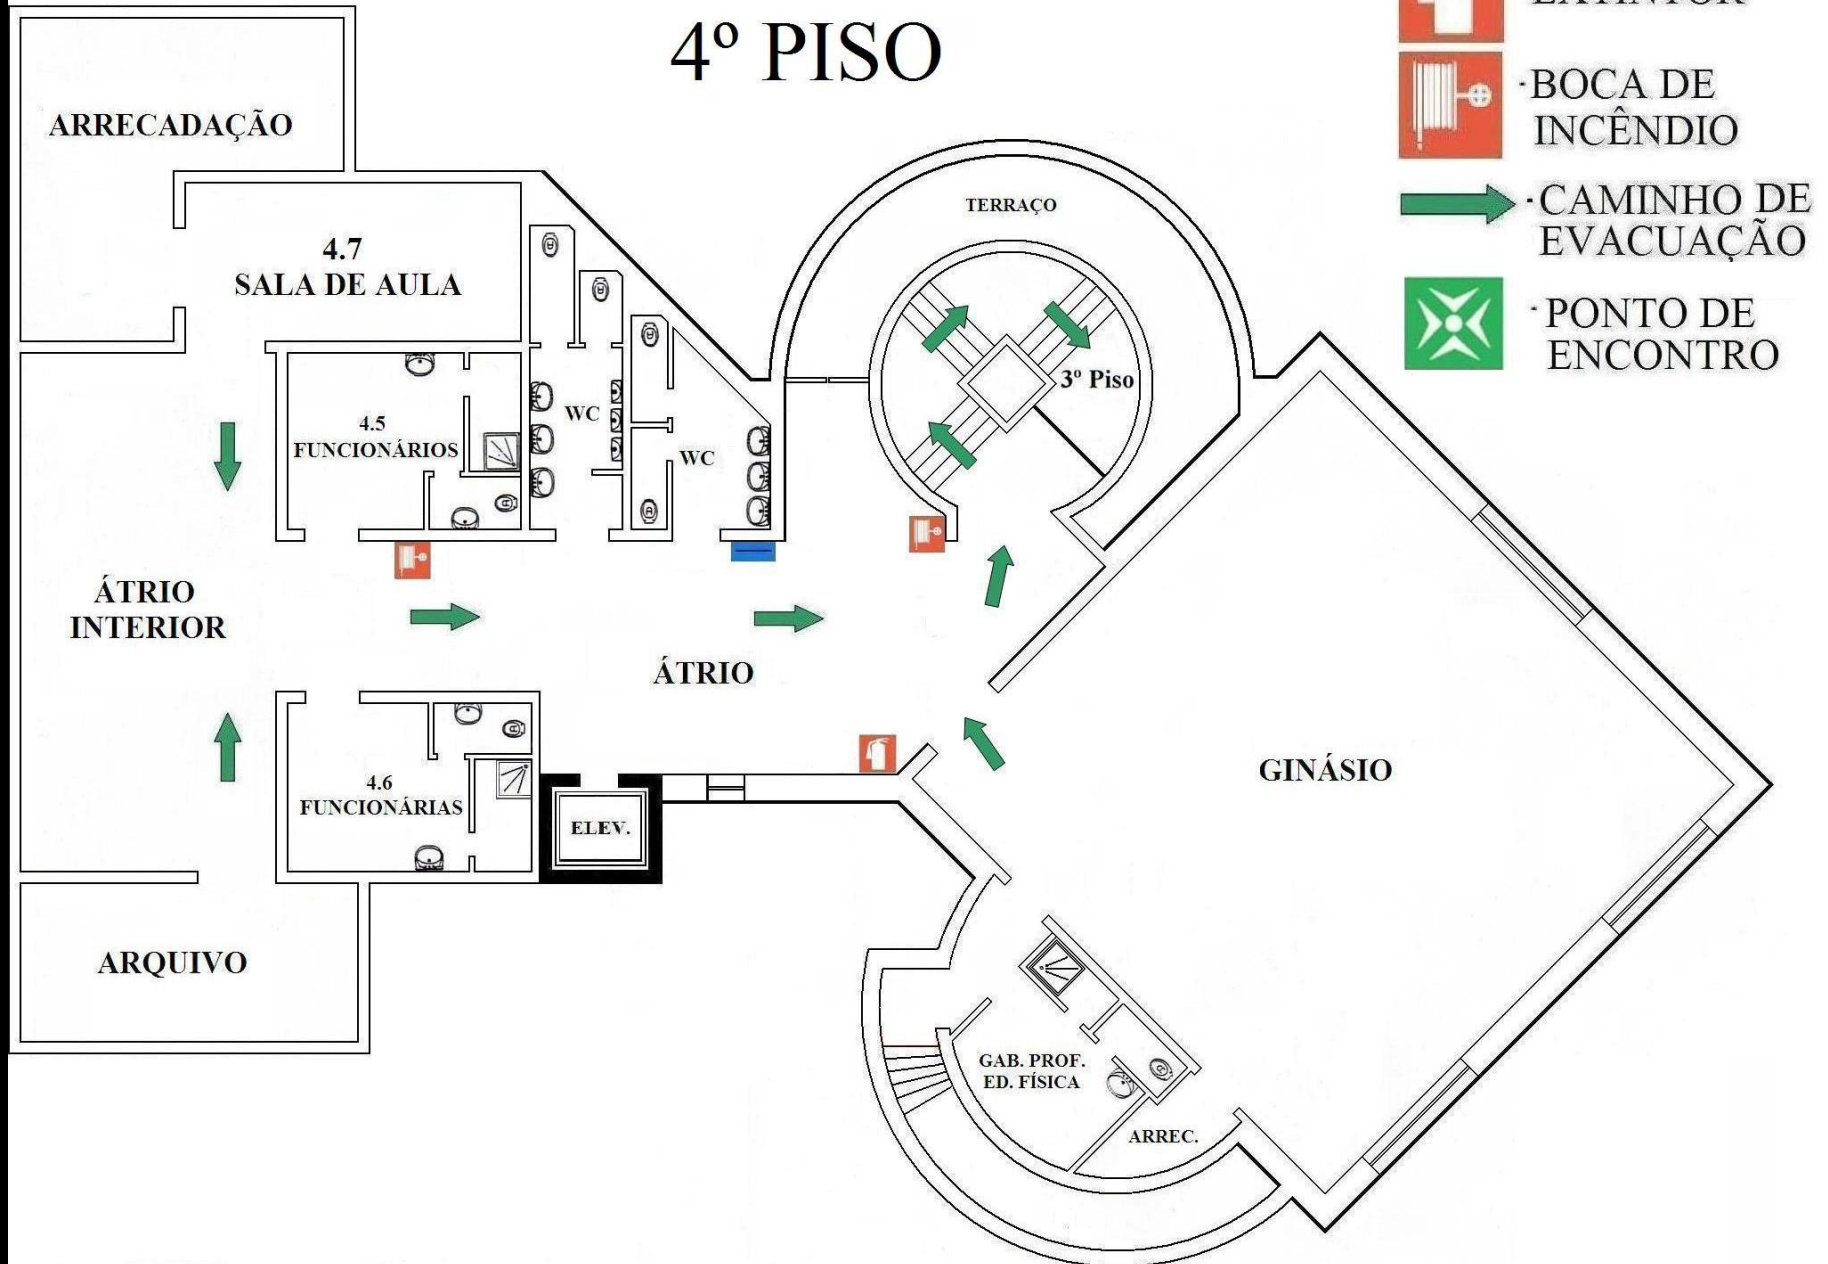 4º PISO
EXTINTOR
·BOCA DE
INCÊNDIO
·CAMINHO DE
EVACUAÇÃO
·PONTO DE
ENCONTRO
ARRECADAÇÃO
TERRAÇO
4.7
SALA DE AULA
3º Piso
4.5
FUNCIONÁRIOS
WC
WC
ÁTRIO
INTERIOR
ÁTRIO
GINÁSIO
4.6
FUNCIONÁRIAS
ELEV.
ARQUIVO
GAB. PROF.
ED. FÍSICA
ARREC.